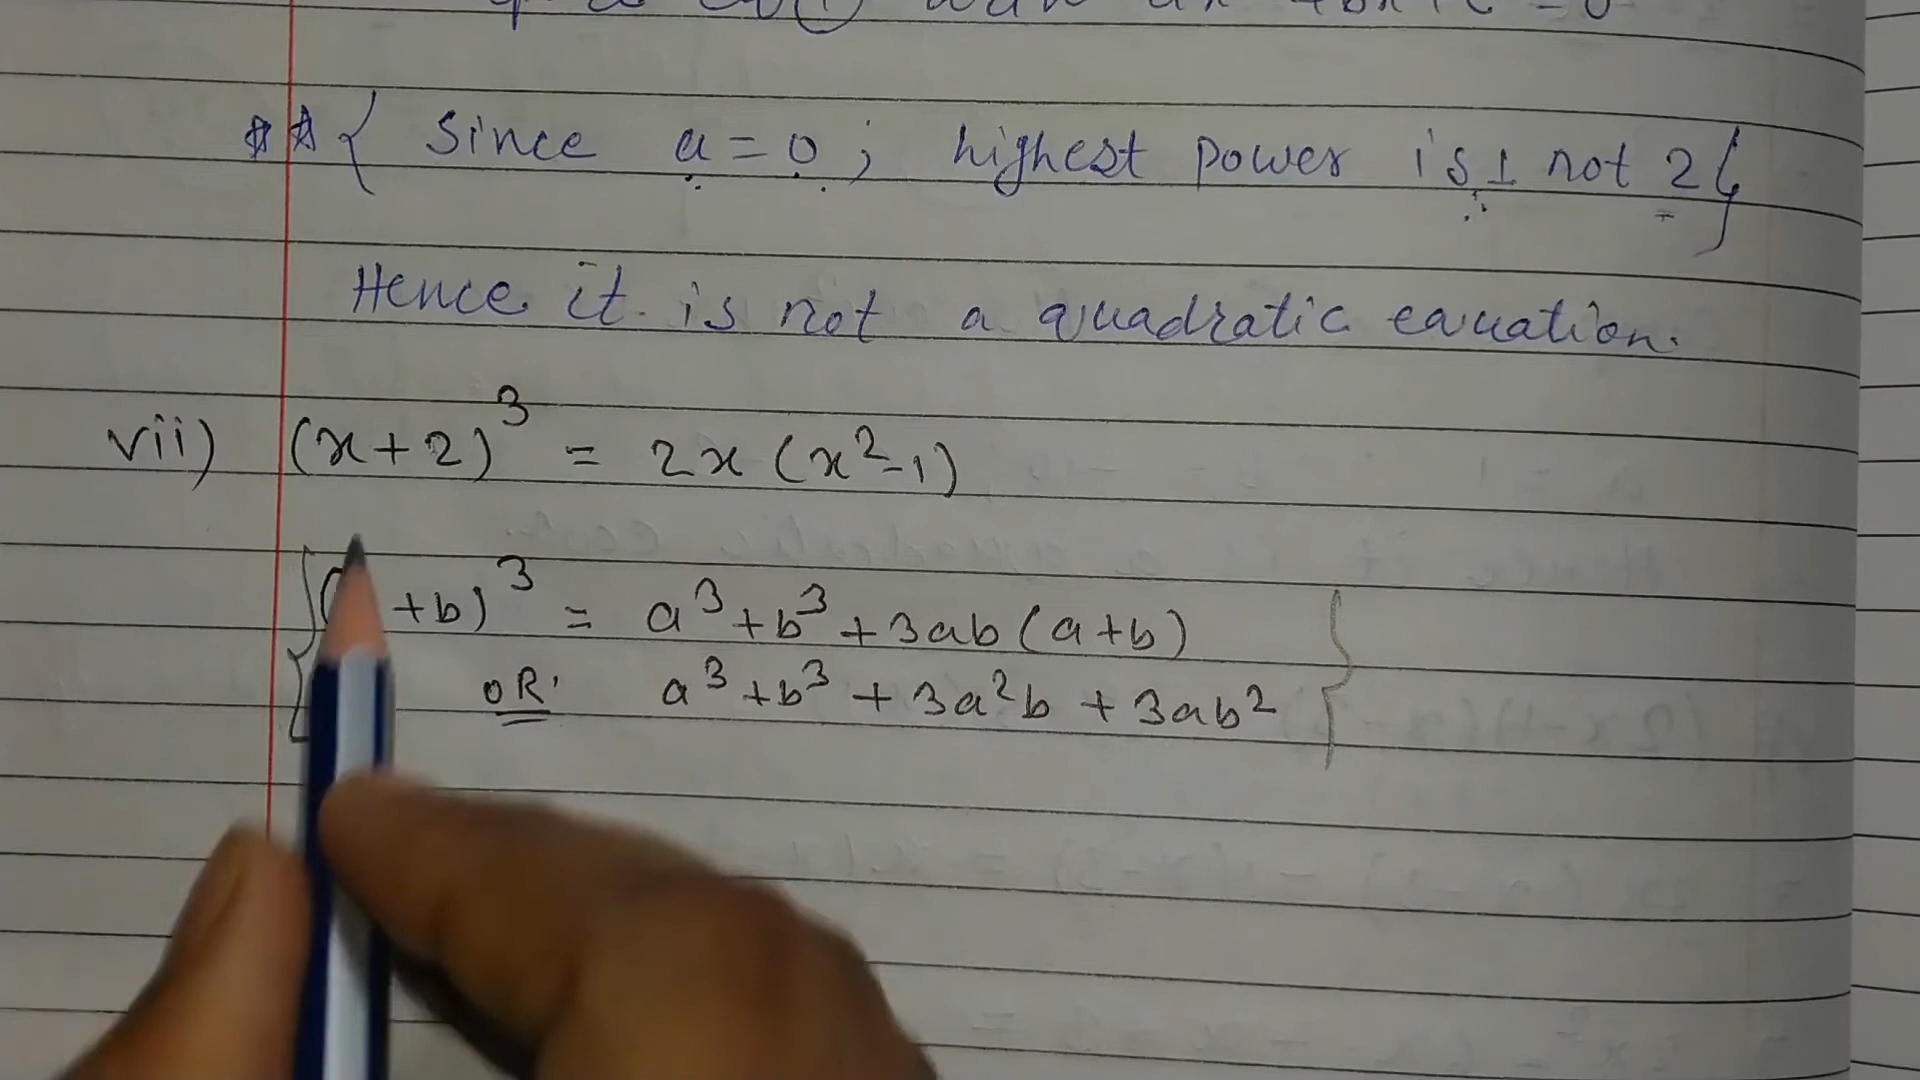 ☆☆{ Since a=0; highest power is 1 not 2}
Hence it is not a quadratic eauation.
vii) (x+2)³ = 2x(x²-1)
+b)³ = a³+b³+3ab(a+b)
OR a³+b³+3a²b+3ab²